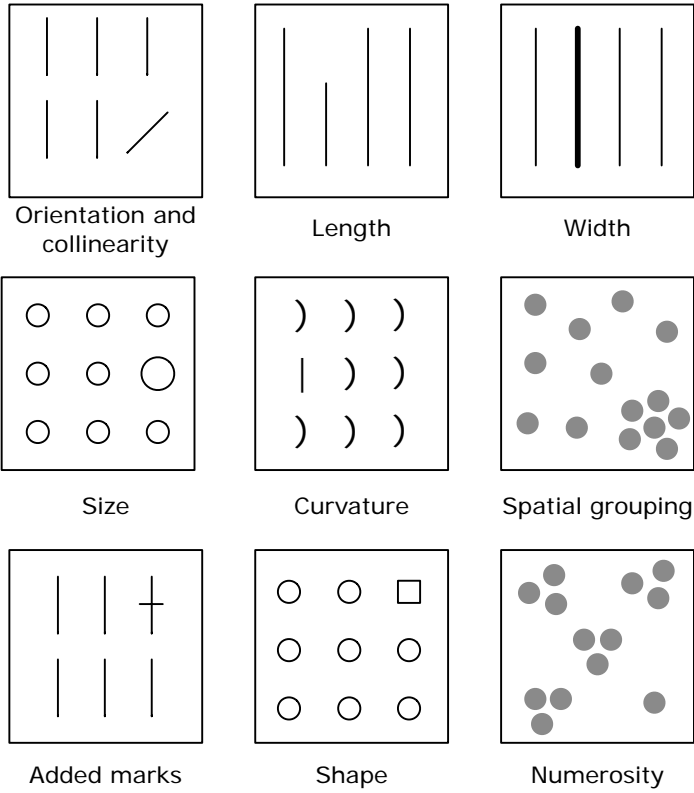 Orientation and
collinearity
Length
Width
Size
Curvature
Spatial grouping
Added marks
Shape
Numerosity